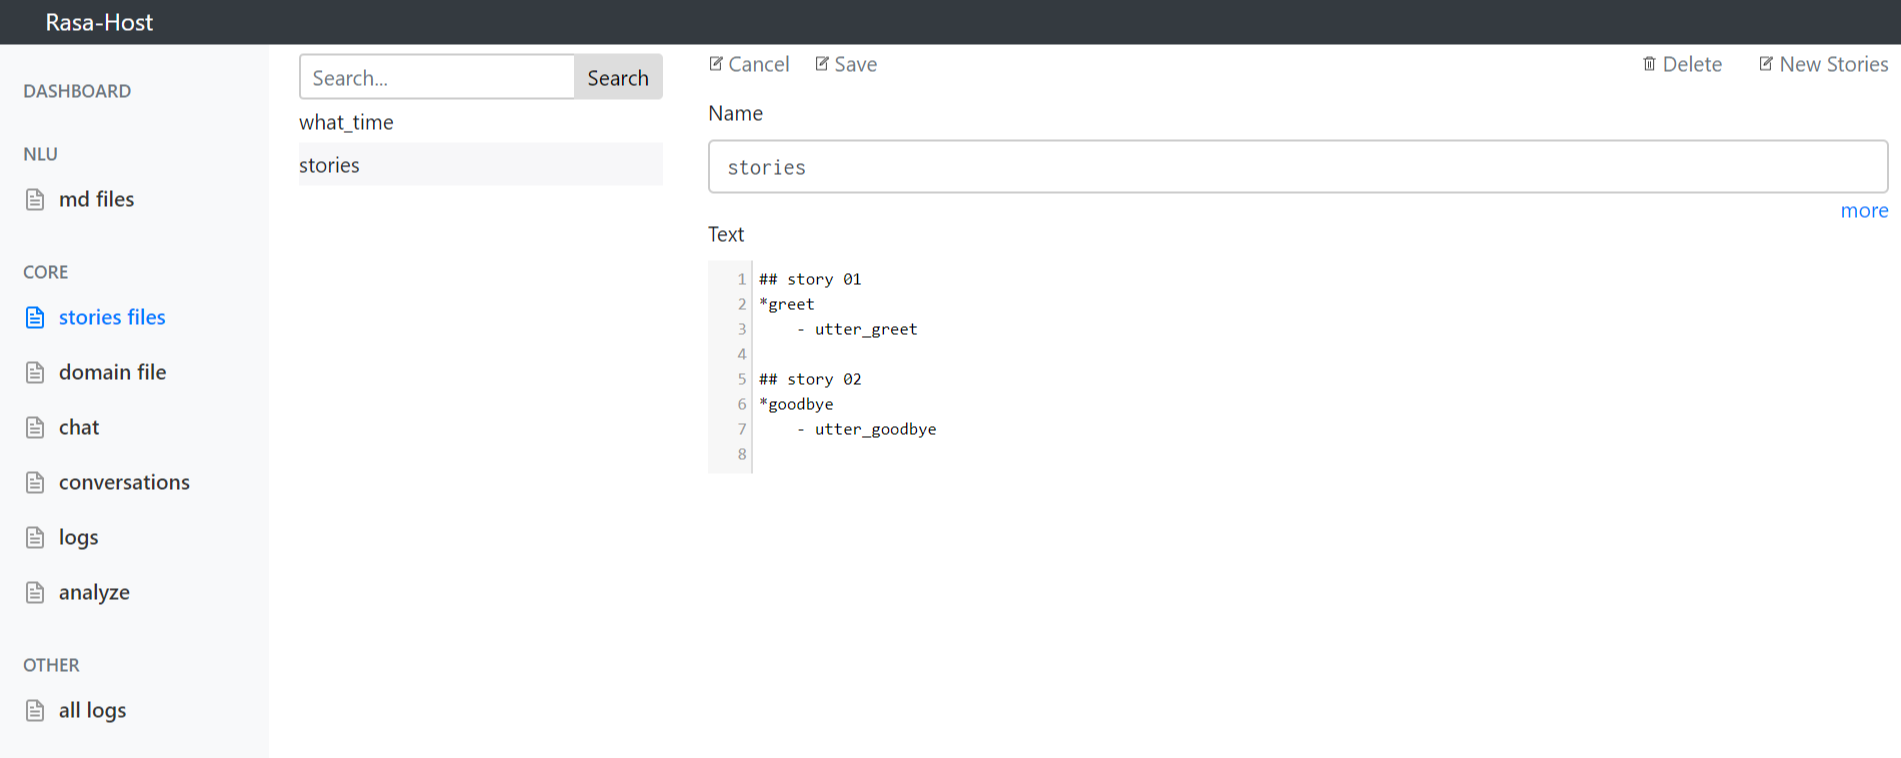 Rasa-Host
DASHBOARD
NLU
md files
CORE
stories files
domain file
chat
conversations
logs
analyze
OTHER
all logs
Search...
Search
what_time
stories
Cancel
Save
Delete
New Stories
Name
stories
more
Text
1 ## story 01
2 *greet
3     - utter_greet
4
5 ## story 02
6 *goodbye
7     - utter_goodbye
8